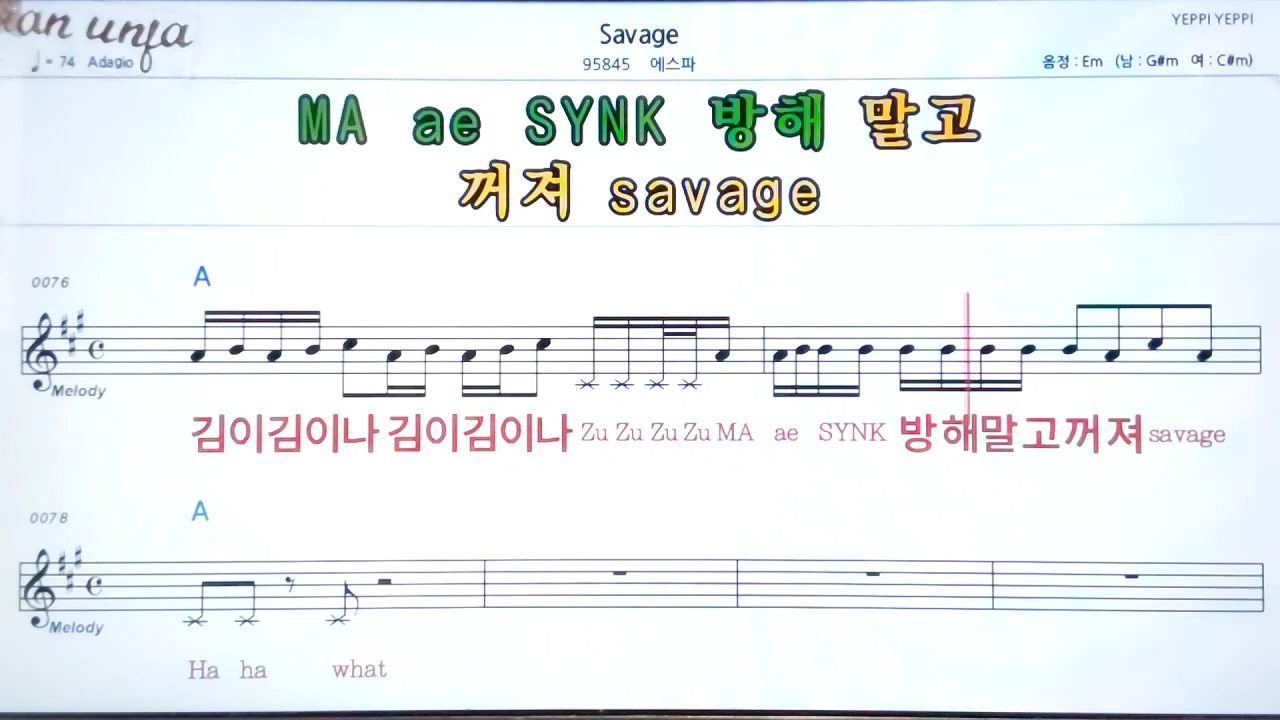 Savage
YEPPI YEPPI
= 74 Adagio
95845 에스파
음정 : Em (남 : G#m 여 : C#m)
MA ae SYNK 방해 말고
꺼져 savage
0076
A
Melody
김이김이나 김이김이나 Zu Zu Zu Zu MA ae SYNK 방해말고꺼져 savage
0078
A
Melody
Ha ha what